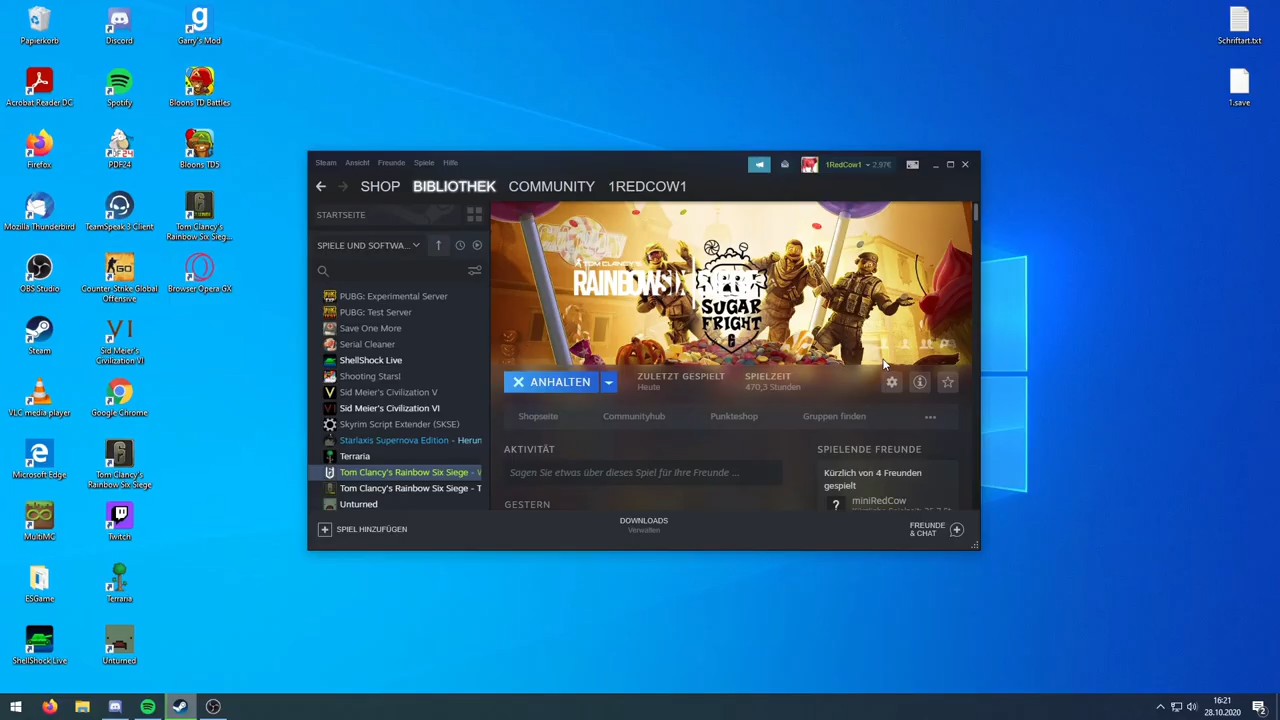 Papierkorb
Discord
Garry's Mod
Schriftart.txt
Acrobat Reader DC
Spotify
Bloons TD Battles
1.save
Firefox
PDF24
Bloons TD5
Steam Ansicht Freunde Spiele Hilfe
1RedCow1 2.97€
SHOP BIBLIOTHEK COMMUNITY 1REDCOW1
Mozilla Thunderbird
TeamSpeak 3 Client
Tom Clancy's
Rainbow Six Sieg...
STARTSEITE
SPIELE UND SOFTWA...
OBS Studio
Counter-Strike Global
Offensive
Browser Opera GX
TOM CLANCY'S
SUGAR
FRIGHT
PUBG: Experimental Server
PUBG: Test Server
Save One More
Serial Cleaner
ShellShock Live
Shooting Stars!
Sid Meier's Civilization V
Sid Meier's Civilization VI
Skyrim Script Extender (SKSE)
Starlaxis Supernova Edition - Herun
Terraria
Tom Clancy's Rainbow Six Siege -
Tom Clancy's Rainbow Six Siege - T
Unturned
ANHALTEN
ZULETZT GESPIELT
Heute
SPIELZEIT
470,3 Stunden
Shopseite Communityhub Punkteshop Gruppen finden
AKTIVITÄT
Sagen Sie etwas über dieses Spiel für Ihre Freunde ...
GESTERN
SPIELENDE FREUNDE
Kürzlich von 4 Freunden
gespielt
miniRedCow
SPIEL HINZUFÜGEN
DOWNLOADS
Verwalten
FREUNDE
& CHAT
Steam
Sid Meier's
Civilization VI
VLC media player
Google Chrome
Microsoft Edge
Tom Clancy's
Rainbow Six Siege
MultiMC
Twitch
ESGame
Terraria
ShellShock Live
Unturned
16:21
28.10.2020
2